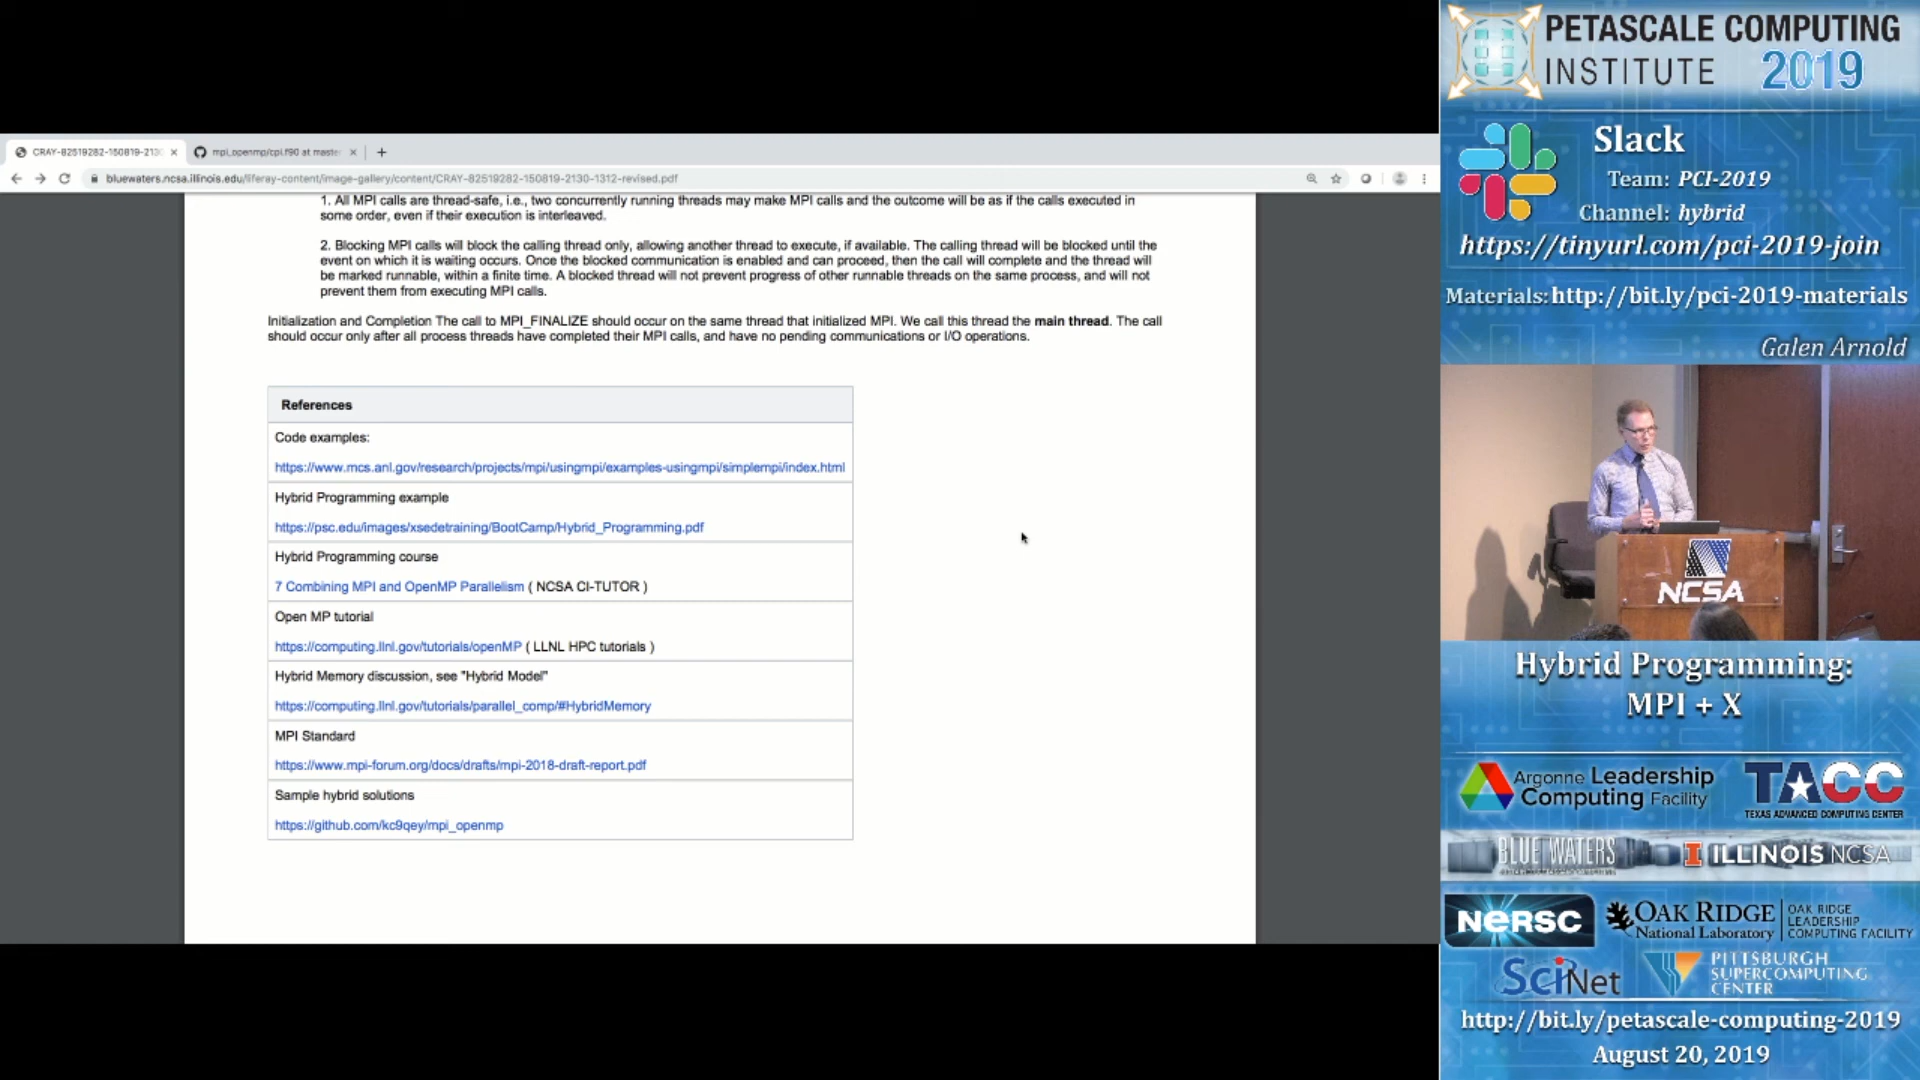 CRAY-82519282-150819-213
mpi_openmp/cpi.f90 at master
bluewaters.ncsa.illinois.edu/liferay-content/image-gallery/content/CRAY-82519282-150819-2130-1312-revised.pdf
1. All MPI calls are thread-safe, i.e., two concurrently running threads may make MPI calls and the outcome will be as if the calls executed in
some order, even if their execution is interleaved.
2. Blocking MPI calls will block the calling thread only, allowing another thread to execute, if available. The calling thread will be blocked until the
event on which it is waiting occurs. Once the blocked communication is enabled and can proceed, then the call will complete and the thread will
be marked runnable, within a finite time. A blocked thread will not prevent progress of other runnable threads on the same process, and will not
prevent them from executing MPI calls.
Initialization and Completion The call to MPI_FINALIZE should occur on the same thread that initialized MPI. We call this thread the main thread. The call
should occur only after all process threads have completed their MPI calls, and have no pending communications or I/O operations.
References
Code examples:
https://www.mcs.anl.gov/research/projects/mpi/usingmpi/examples-usingmpi/simplempi/index.html
Hybrid Programming example
https://psc.edu/images/xsedetraining/BootCamp/Hybrid_Programming.pdf
Hybrid Programming course
7 Combining MPI and OpenMP Parallelism ( NCSA CI-TUTOR )
Open MP tutorial
https://computing.llnl.gov/tutorials/openMP ( LLNL HPC tutorials )
Hybrid Memory discussion, see "Hybrid Model"
https://computing.llnl.gov/tutorials/parallel_comp/#HybridMemory
MPI Standard
https://www.mpi-forum.org/docs/drafts/mpi-2018-draft-report.pdf
Sample hybrid solutions
https://github.com/kc9qey/mpi_openmp
PETASCALE COMPUTING
INSTITUTE 2019
Slack
Team: PCI-2019
Channel: hybrid
https://tinyurl.com/pci-2019-join
Materials: http://bit.ly/pci-2019-materials
Galen Arnold
NCSA
Hybrid Programming:
MPI + X
Argonne Leadership
Computing Facility
TACC
TEXAS ADVANCED COMPUTING CENTER
BLUE WATERS
ILLINOIS NCSA
NERSC
OAK RIDGE
National Laboratory
OAK RIDGE
LEADERSHIP
COMPUTING FACILITY
SciNet
PITTSBURGH
SUPERCOMPUTING
CENTER
http://bit.ly/petascale-computing-2019
August 20, 2019